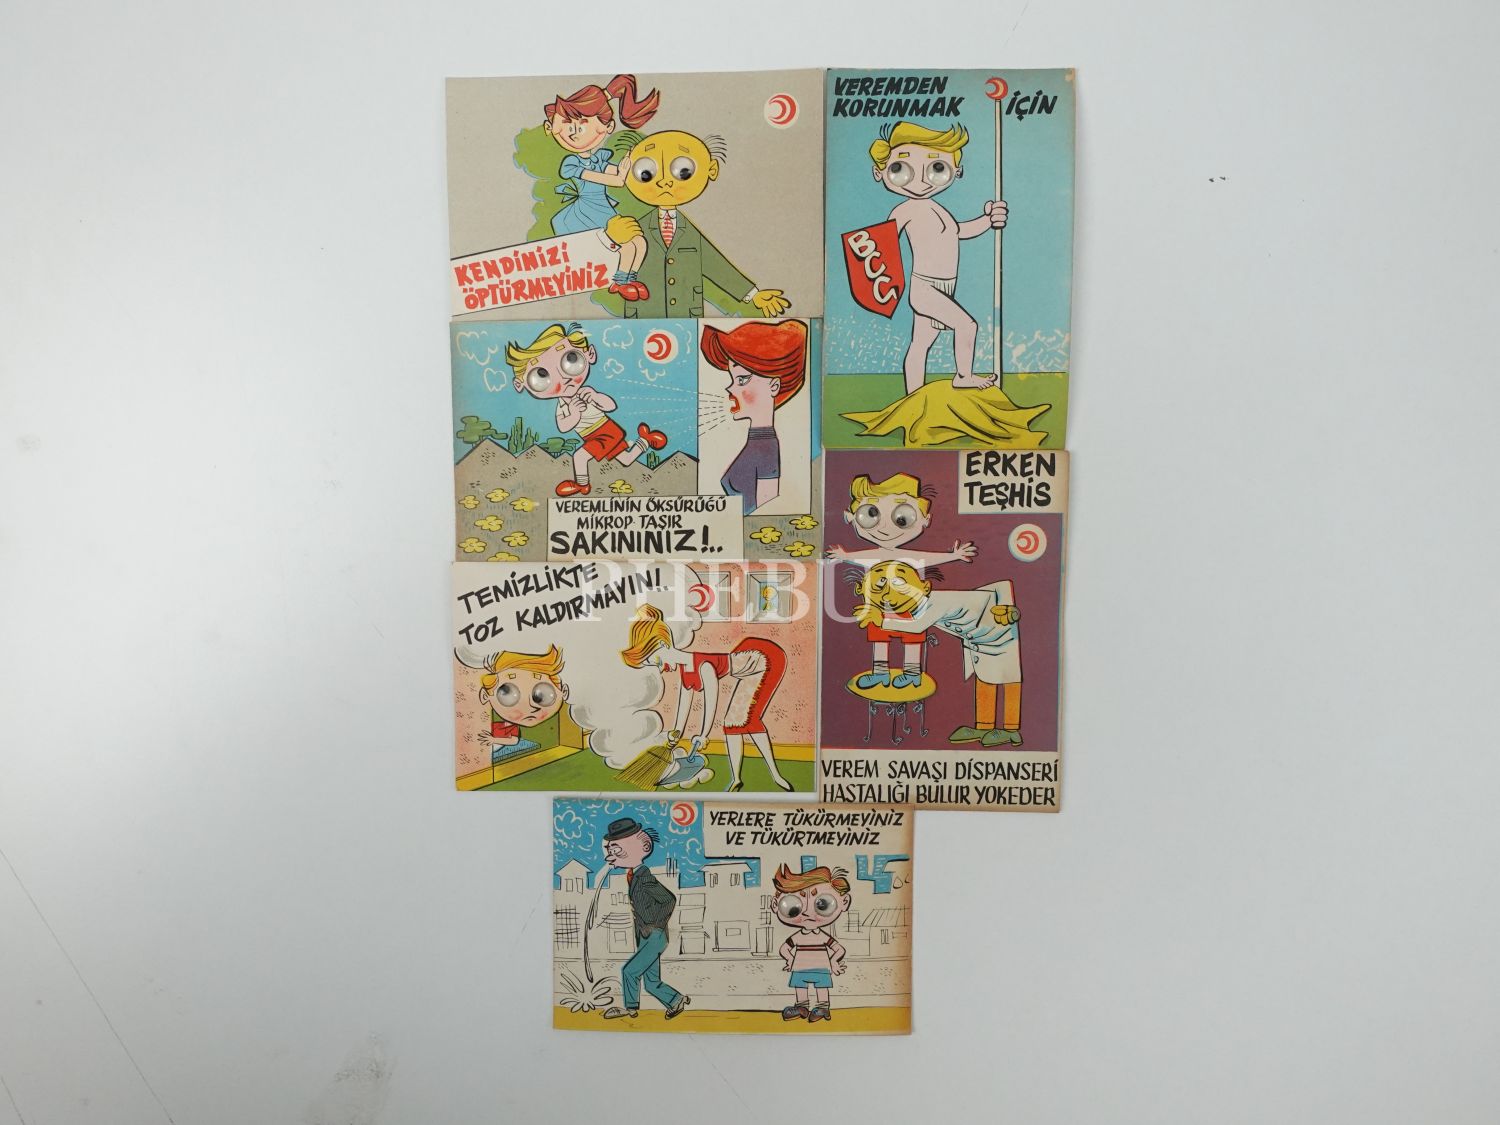 KENDİNİZİ
ÖPTÜRMEYİNİZ
VEREMDEN
KORUNMAK İÇİN
BCG
VEREMLİNİN ÖKSÜRÜĞÜ
MİKROP TAŞIR
SAKININIZ!..
ERKEN
TEŞHİS
VEREM SAVAŞI DİSPANSERİ
HASTALIĞI BULUR YOKEDER
TEMİZLİKTE
TOZ KALDIRMAYIN!.
PHEBUS
YERLERE TÜKÜRMEYİNİZ
VE TÜKÜRTMEYİNİZ